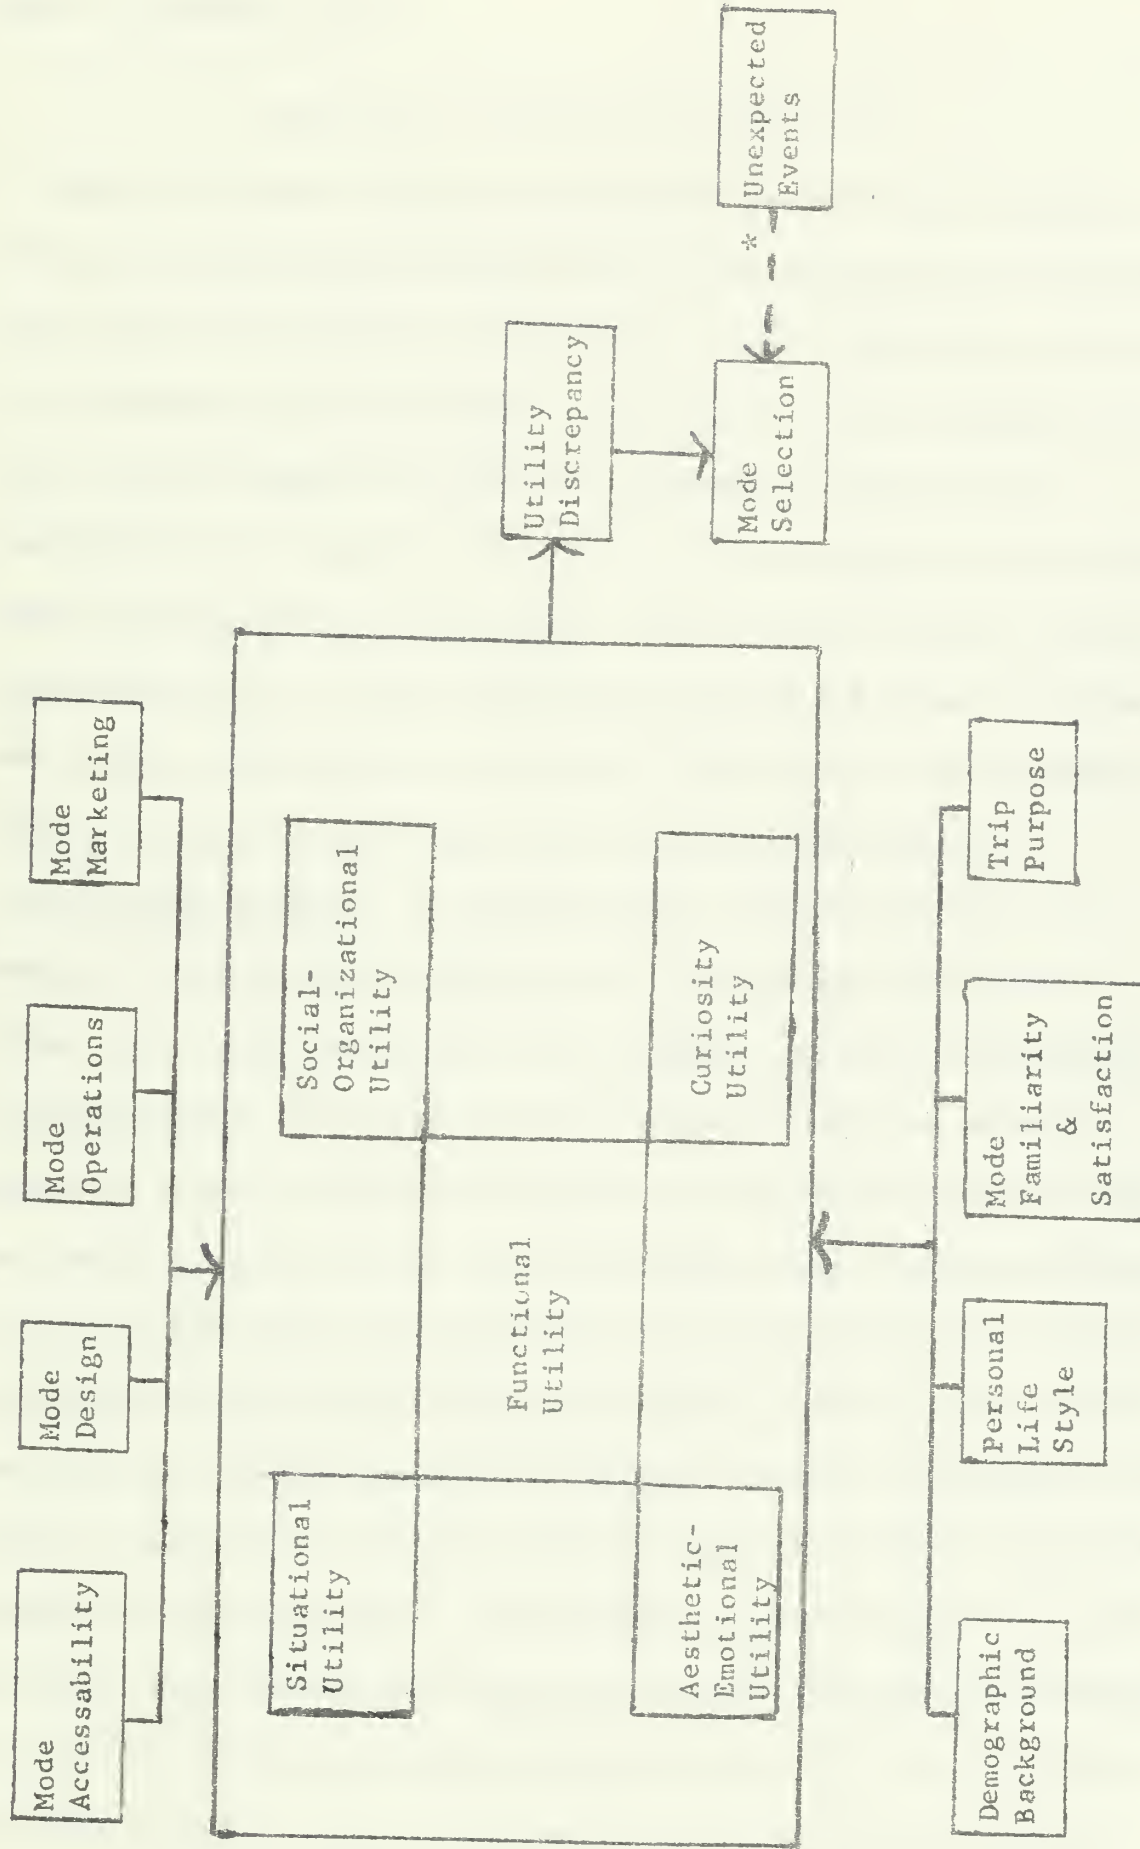 Mode
Accessability
Mode
Design
Mode
Operations
Mode
Marketing
Situational
Utility
Social-
Organizational
Utility
Functional
Utility
Aesthetic-
Emotional
Utility
Curiosity
Utility
Utility
Discrepancy
Mode
Selection
*
Unexpected
Events
Demographic
Background
Personal
Life
Style
Mode
Familiarity
&
Satisfaction
Trip
Purpose